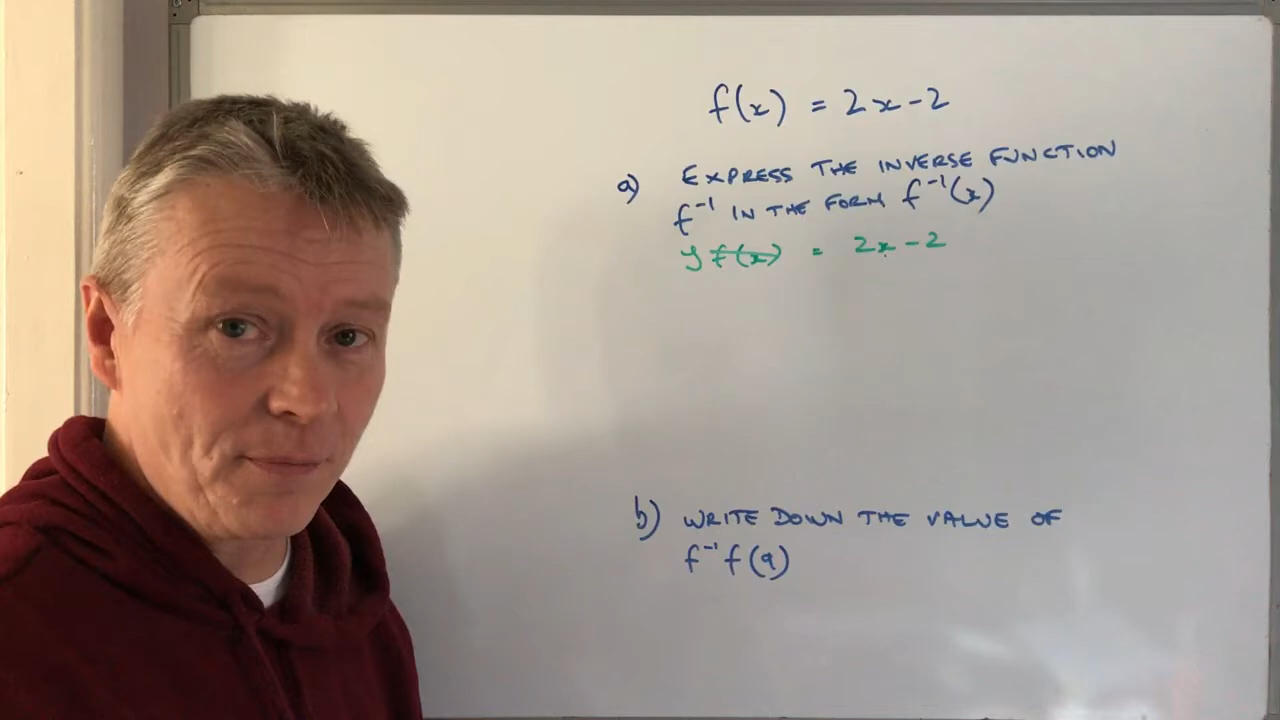 f(x) = 2x-2
a) EXPRESS THE INVERSE FUNCTION
f⁻¹ IN THE FORM f⁻¹(x)
y f(x) = 2x - 2
b) WRITE DOWN THE VALUE OF
f⁻¹f(9)